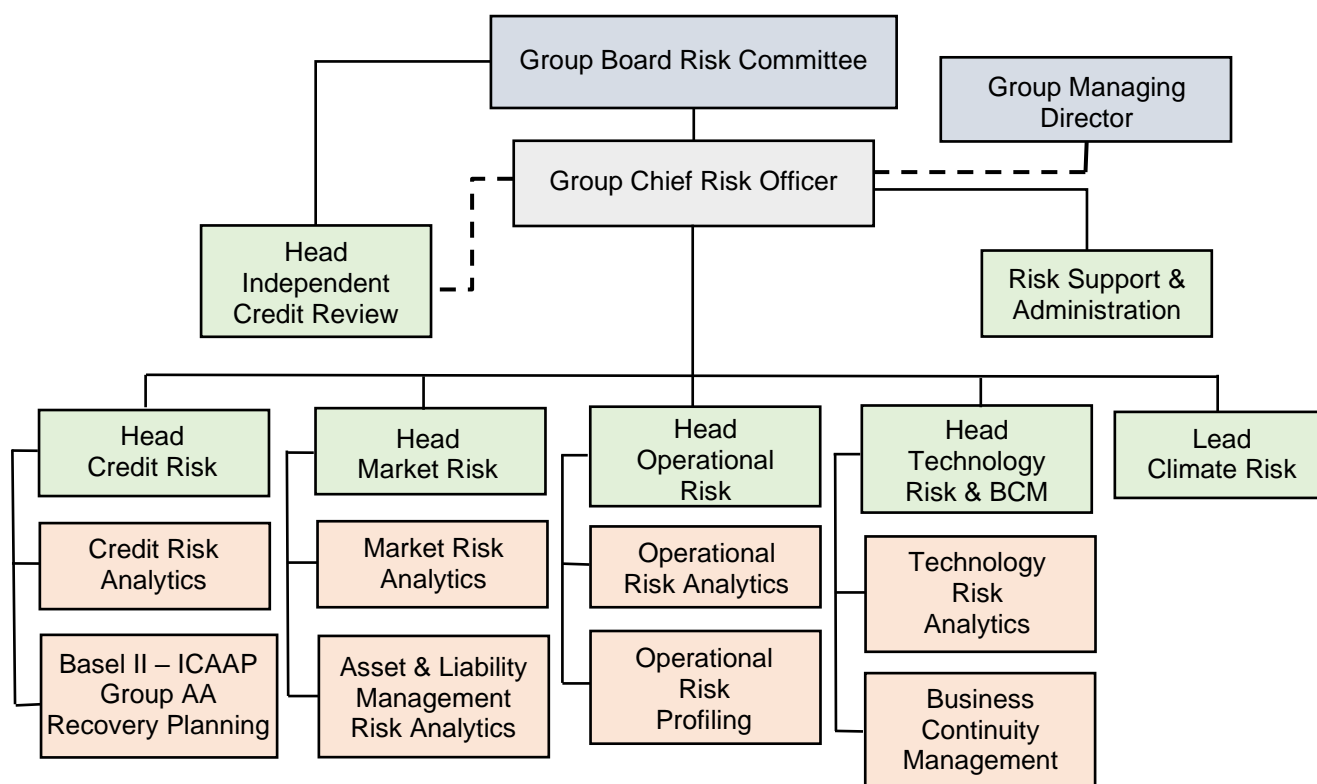 Group Board Risk Committee
Group Managing
Director
Group Chief Risk Officer
Head
Independent
Credit Review
Risk Support &
Administration
Head
Credit Risk
Head
Market Risk
Head
Operational
Risk
Head
Technology
Risk & BCM
Lead
Climate Risk
Credit Risk
Analytics
Market Risk
Analytics
Operational
Risk Analytics
Technology
Risk
Analytics
Basel II – ICAAP
Group AA
Recovery Planning
Asset & Liability
Management
Risk Analytics
Operational
Risk
Profiling
Business
Continuity
Management